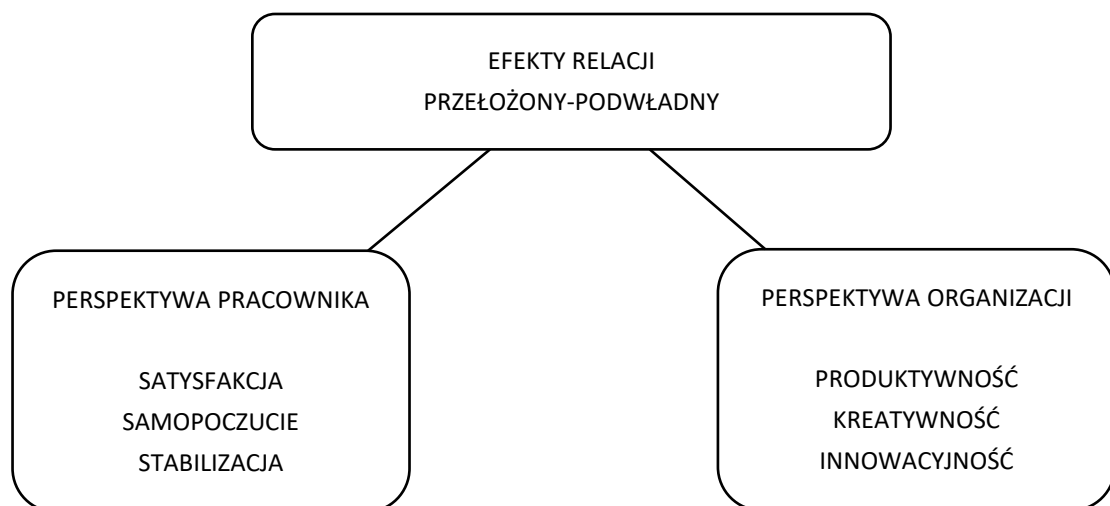 EFEKTY RELACJI
PRZEŁOŻONY-PODWŁADNY
PERSPEKTYWA PRACOWNIKA
SATYSFAKCJA
SAMOPOCZUCIE
STABILIZACJA
PERSPEKTYWA ORGANIZACJI
PRODUKTYWNOŚĆ
KREATYWNOŚĆ
INNOWACYJNOŚĆ